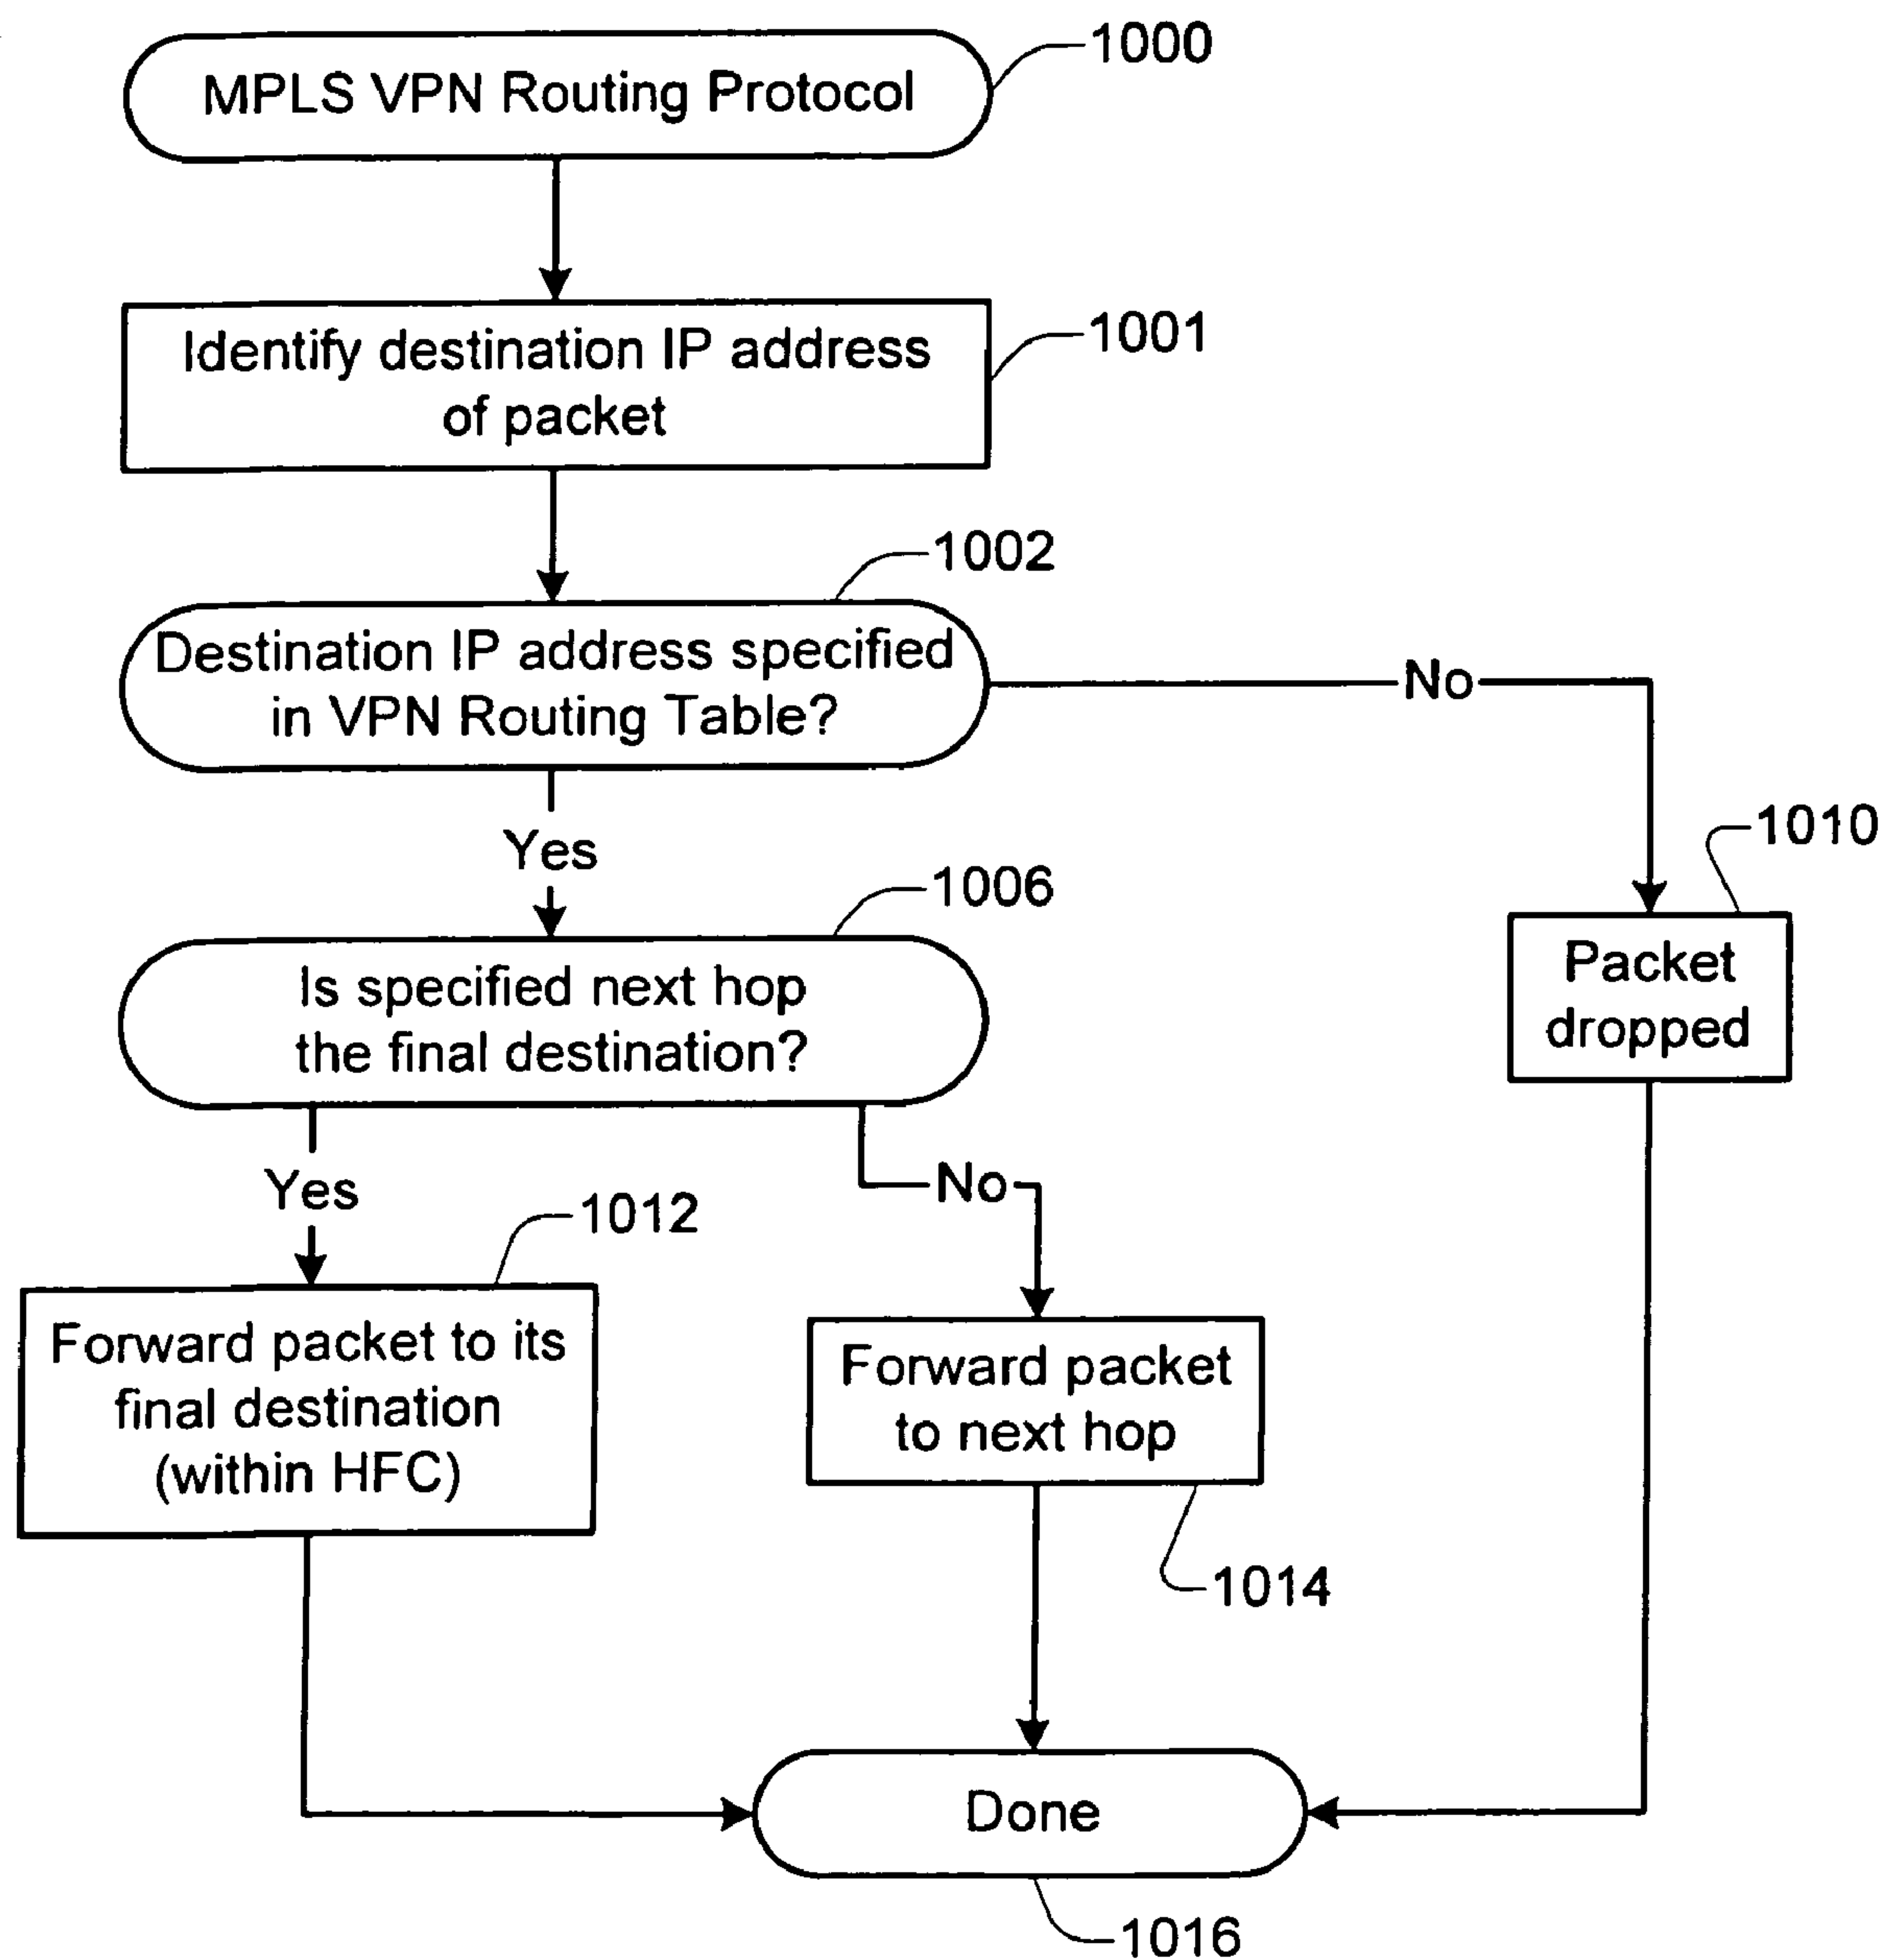 1000
MPLS VPN Routing Protocol
1001
Identify destination IP address
of packet
1002
Destination IP address specified
in VPN Routing Table?
No
Yes
1010
Packet
dropped
1006
Is specified next hop
the final destination?
Yes
No
1012
Forward packet to its
final destination
(within HFC)
Forward packet
to next hop
1014
Done
1016